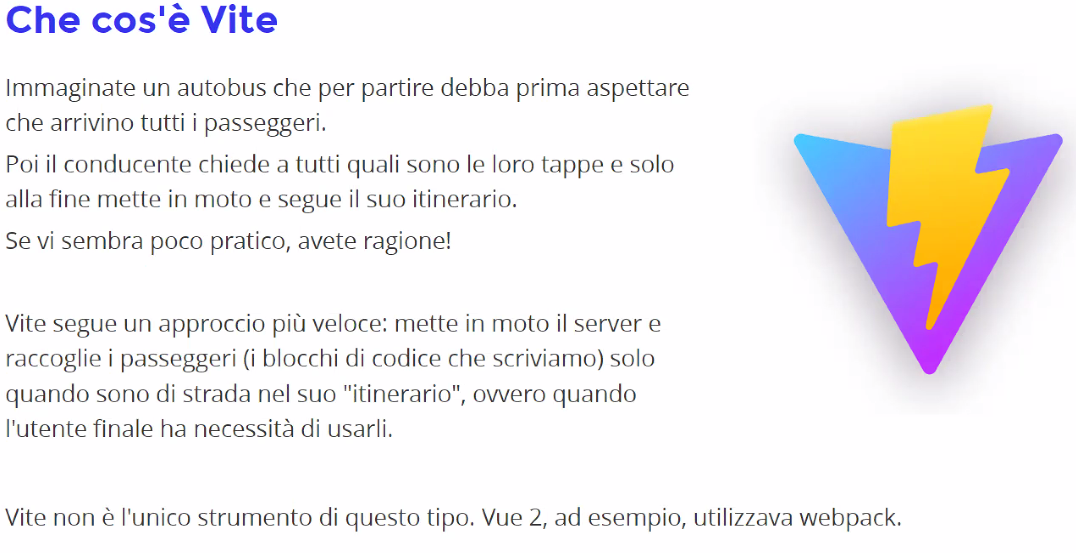 Che cos'è Vite
Immaginate un autobus che per partire debba prima aspettare
che arrivino tutti i passeggeri.
Poi il conducente chiede a tutti quali sono le loro tappe e solo
alla fine mette in moto e segue il suo itinerario.
Se vi sembra poco pratico, avete ragione!
Vite segue un approccio più veloce: mette in moto il server e
raccoglie i passeggeri (i blocchi di codice che scriviamo) solo
quando sono di strada nel suo "itinerario", ovvero quando
l'utente finale ha necessità di usarli.
Vite non è l'unico strumento di questo tipo. Vue 2, ad esempio, utilizzava webpack.